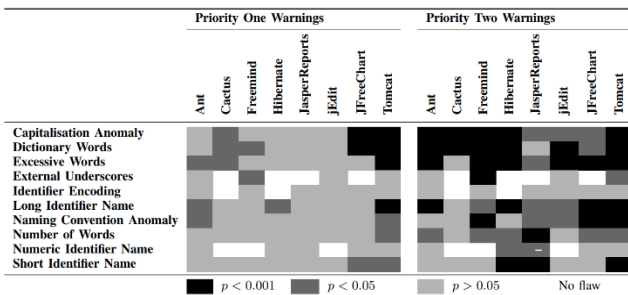 Priority One Warnings Priority Two Warnings
Ant Cactus Freemind Hibernate JasperReports jEdit JFreeChart Tomcat Ant Cactus Freemind Hibernate JasperReports jEdit JFreeChart Tomcat
Capitalisation Anomaly
Dictionary Words
Excessive Words
External Underscores
Identifier Encoding
Long Identifier Name
Naming Convention Anomaly
Number of Words
Numeric Identifier Name
Short Identifier Name
p < 0.001 p < 0.05 p > 0.05 No flaw